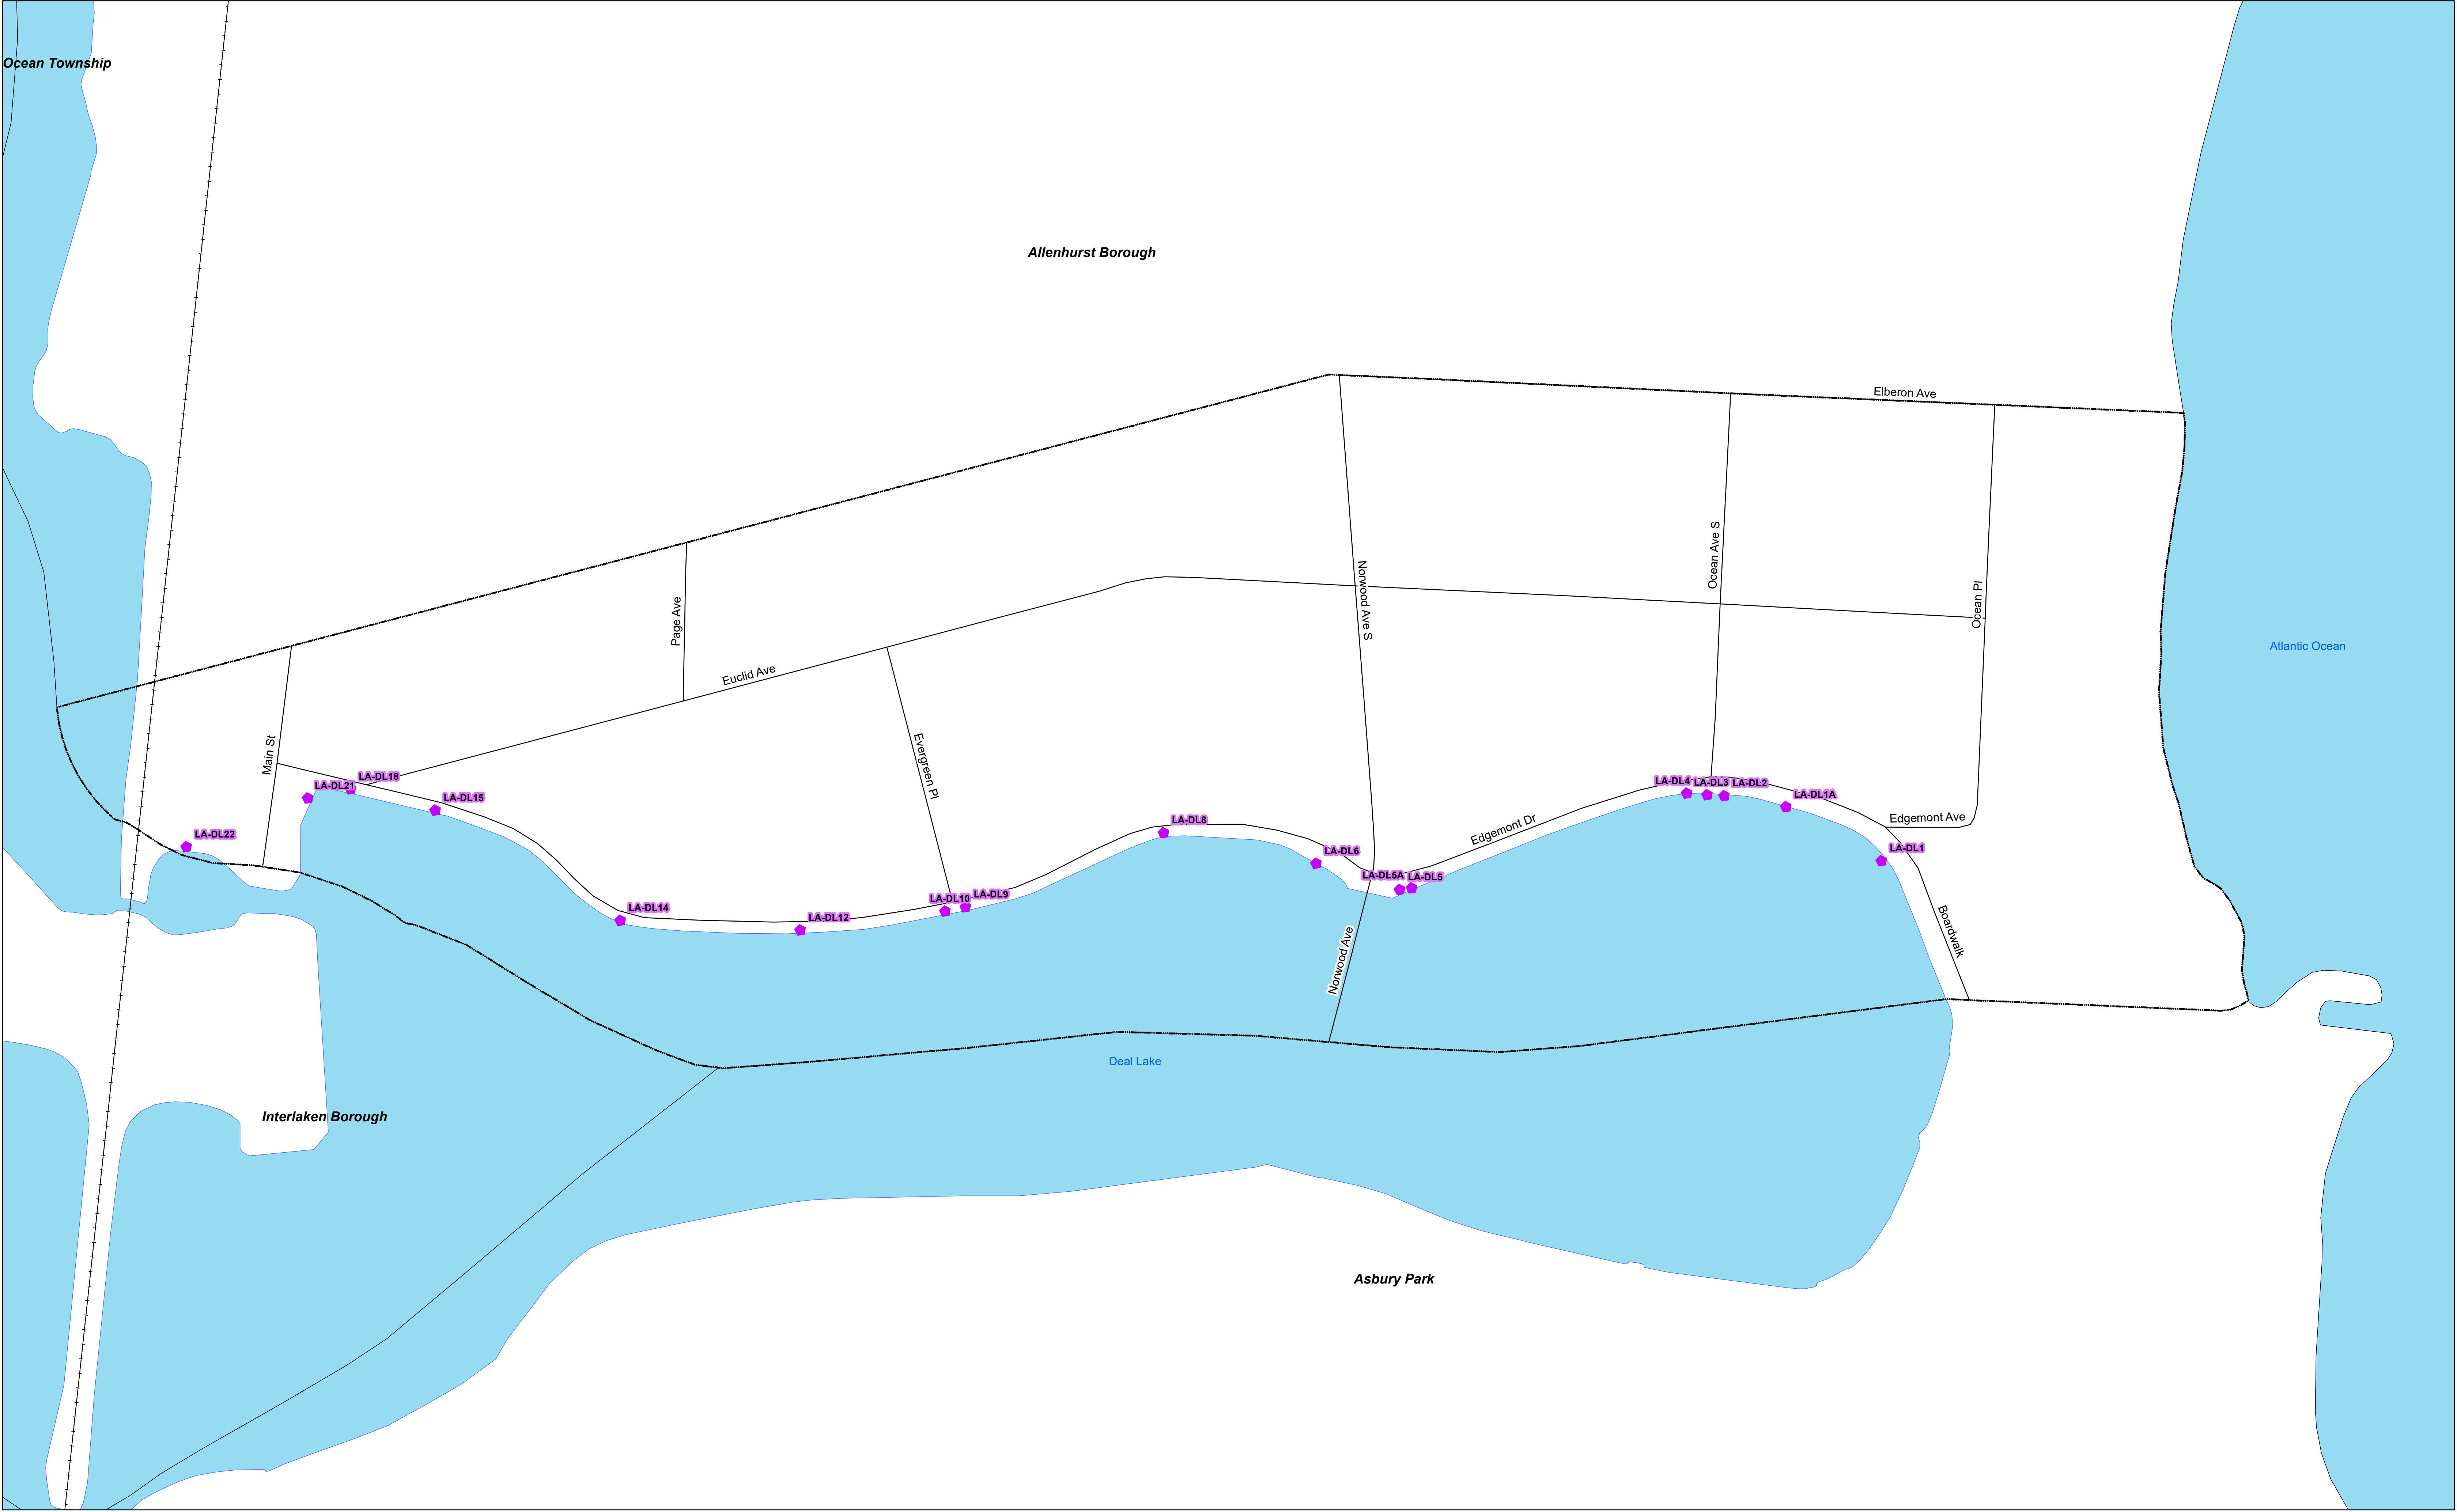 Ocean Township
Allenhurst Borough
Elberon Ave
Ocean Ave S
Norwood Ave S
Ocean Pl
Page Ave
Atlantic Ocean
Euclid Ave
Main St
Evergreen Pl
LA-DL18
LA-DL21
LA-DL15
LA-DL4
LA-DL3
LA-DL2
LA-DL1A
LA-DL22
LA-DL8
Edgemont Dr
Edgemont Ave
LA-DL6
LA-DL1
LA-DL5A
LA-DL5
LA-DL10
LA-DL9
LA-DL14
LA-DL12
Boardwalk
Norwood Ave
Deal Lake
Interlaken Borough
Asbury Park